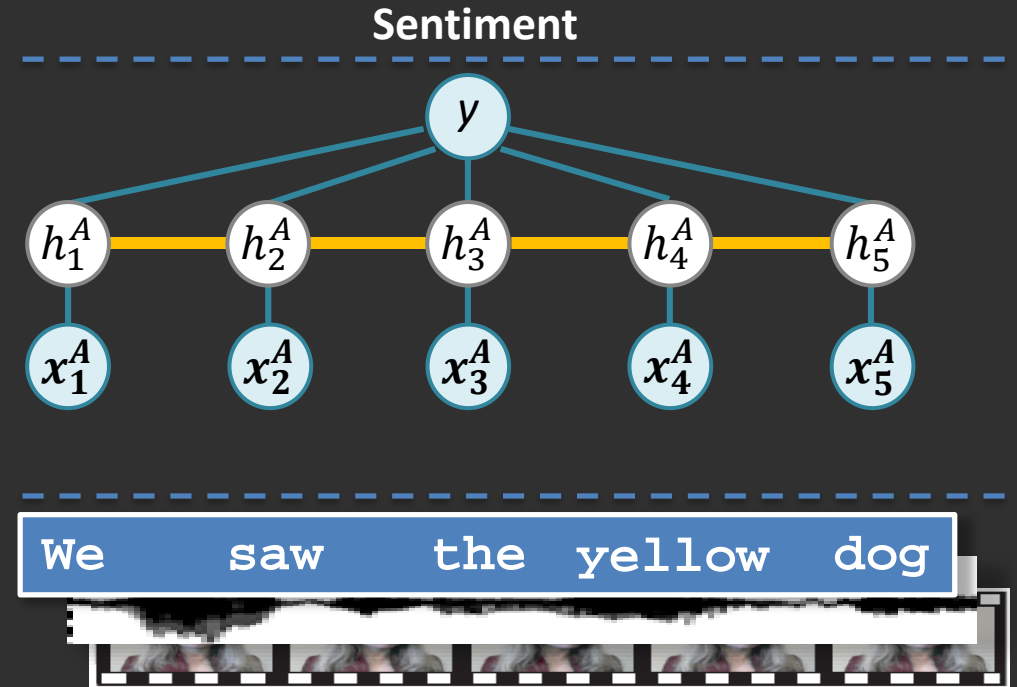 Sentiment
y
h₁ᴬ h₂ᴬ h₃ᴬ h₄ᴬ h₅ᴬ
x₁ᴬ x₂ᴬ x₃ᴬ x₄ᴬ x₅ᴬ
We saw the yellow dog